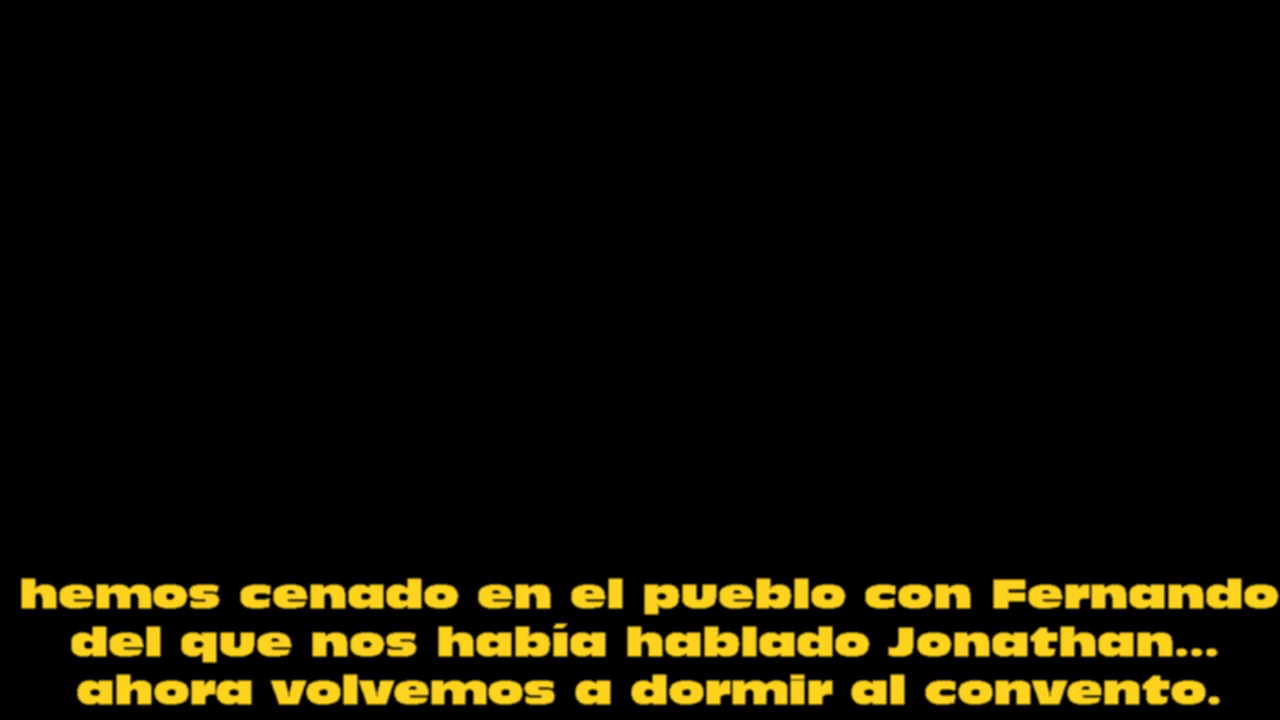 hemos cenado en el pueblo con Fernando
del que nos había hablado Jonathan...
ahora volvemos a dormir al convento.